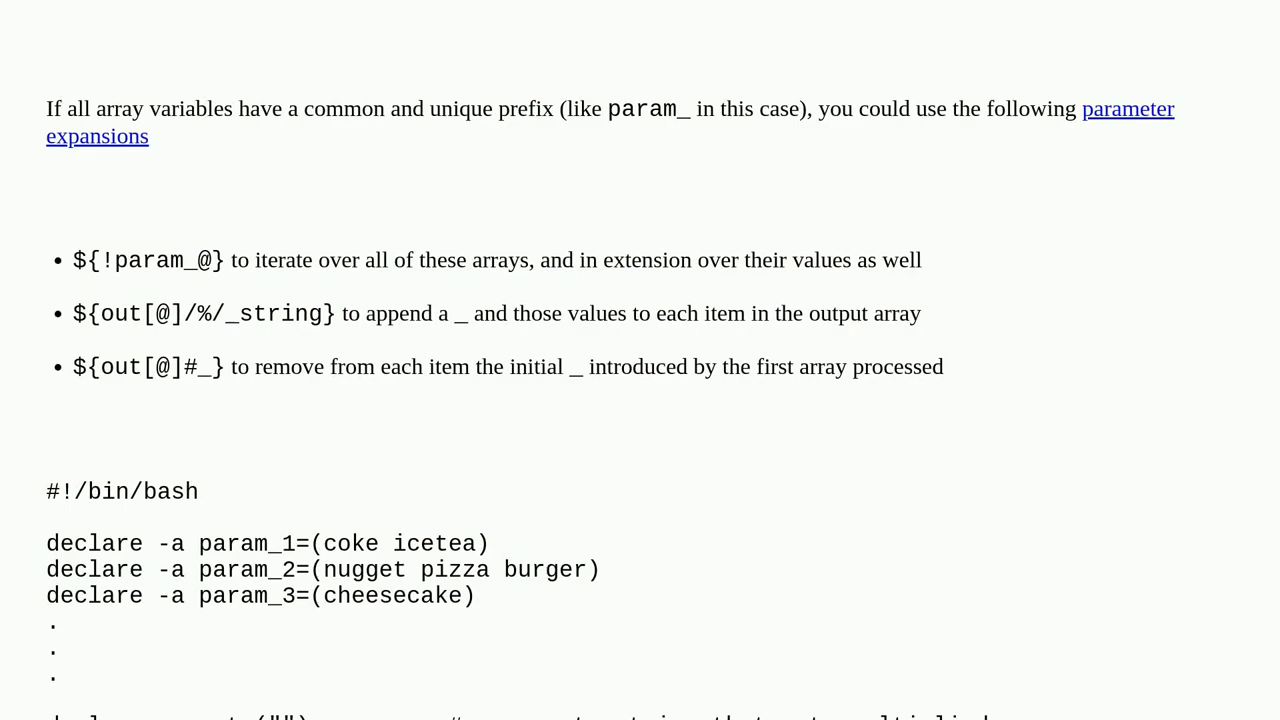 If all array variables have a common and unique prefix (like param_ in this case), you could use the following parameter
expansions
• ${!param_@} to iterate over all of these arrays, and in extension over their values as well
• ${out[@]/%/_string} to append a _ and those values to each item in the output array
• ${out[@]#_} to remove from each item the initial _ introduced by the first array processed
#!/bin/bash
declare -a param_1=(coke icetea)
declare -a param_2=(nugget pizza burger)
declare -a param_3=(cheesecake)
.
.
.